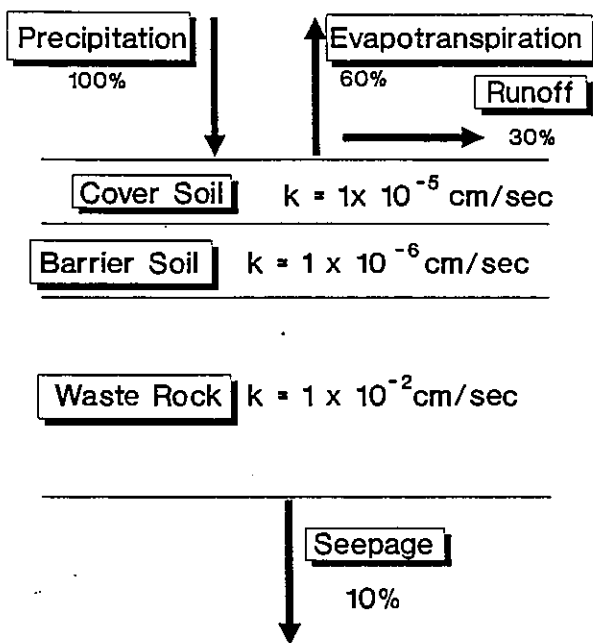 Precipitation
100%
Evapotranspiration
60%
Runoff
30%
Cover Soil k = 1x 10⁻⁵ cm/sec
Barrier Soil k = 1 x 10⁻⁶ cm/sec
Waste Rock k = 1 x 10⁻² cm/sec
Seepage
10%